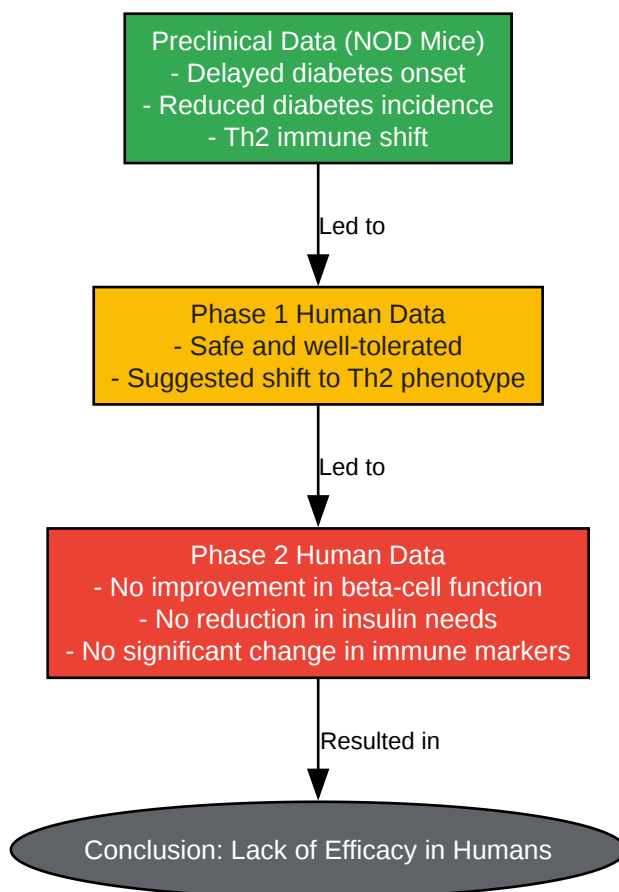 Preclinical Data (NOD Mice)
- Delayed diabetes onset
- Reduced diabetes incidence
- Th2 immune shift
Led to
Phase 1 Human Data
- Safe and well-tolerated
- Suggested shift to Th2 phenotype
Led to
Phase 2 Human Data
- No improvement in beta-cell function
- No reduction in insulin needs
- No significant change in immune markers
Resulted in
Conclusion: Lack of Efficacy in Humans